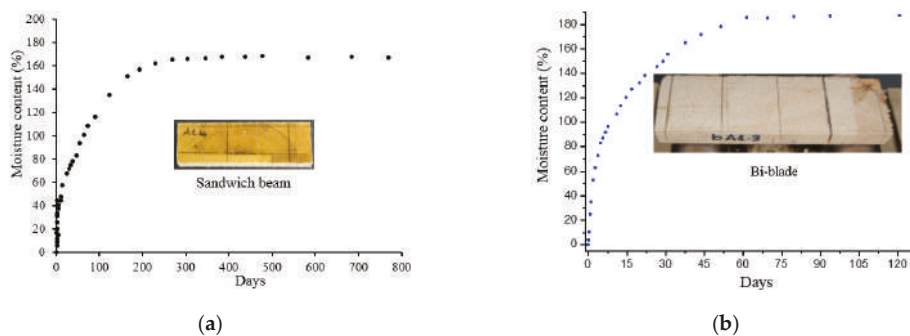 200
180
160
140
120
100
80
60
40
20
0
Moisture content (%)
0 100 200 300 400 500 600 700 800
Days
AL4
Sandwich beam
(a)
180
160
140
120
100
80
60
40
20
0
Moisture content (%)
0 15 30 45 60 75 90 105 120
Days
bAL-3
Bi-blade
(b)